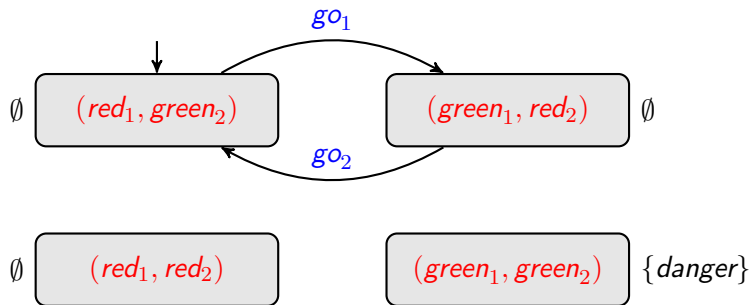 go₁
∅ (red₁, green₂) (green₁, red₂) ∅
go₂
∅ (red₁, red₂) (green₁, green₂) {danger}